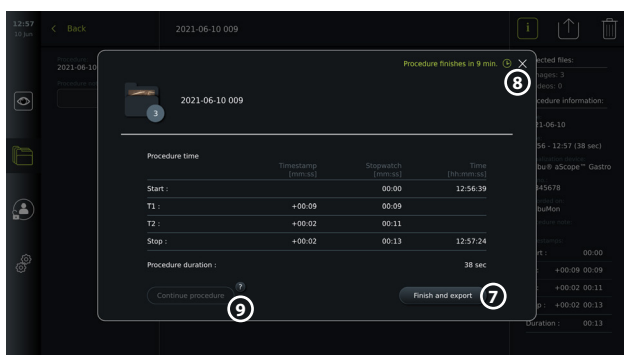 12:57
10 Jun
Back
2021-06-10 009
i
Procedure finishes in 9 min.
8
2021-06-10 009
3
Procedure time
Timestamp [mm:ss]
Stopwatch [mm:ss]
Time [hh:mm:ss]
Start : 00:00 12:56:39
T1 : +00:09 00:09
T2 : +00:02 00:11
Stop : +00:02 00:13 12:57:24
Procedure duration : 38 sec
Continue procedure
?
9
Finish and export
7
Procedure
2021-06-10
ected files:
mages: 3
deos: 0
cedure information:
21-06-10
56 - 12:57 (38 sec)
bu® aScope™ Gastro
345678
buMon
rt : 00:00
+00:09 00:09
+00:02 00:11
p : +00:02 00:13
Duration : 00:13